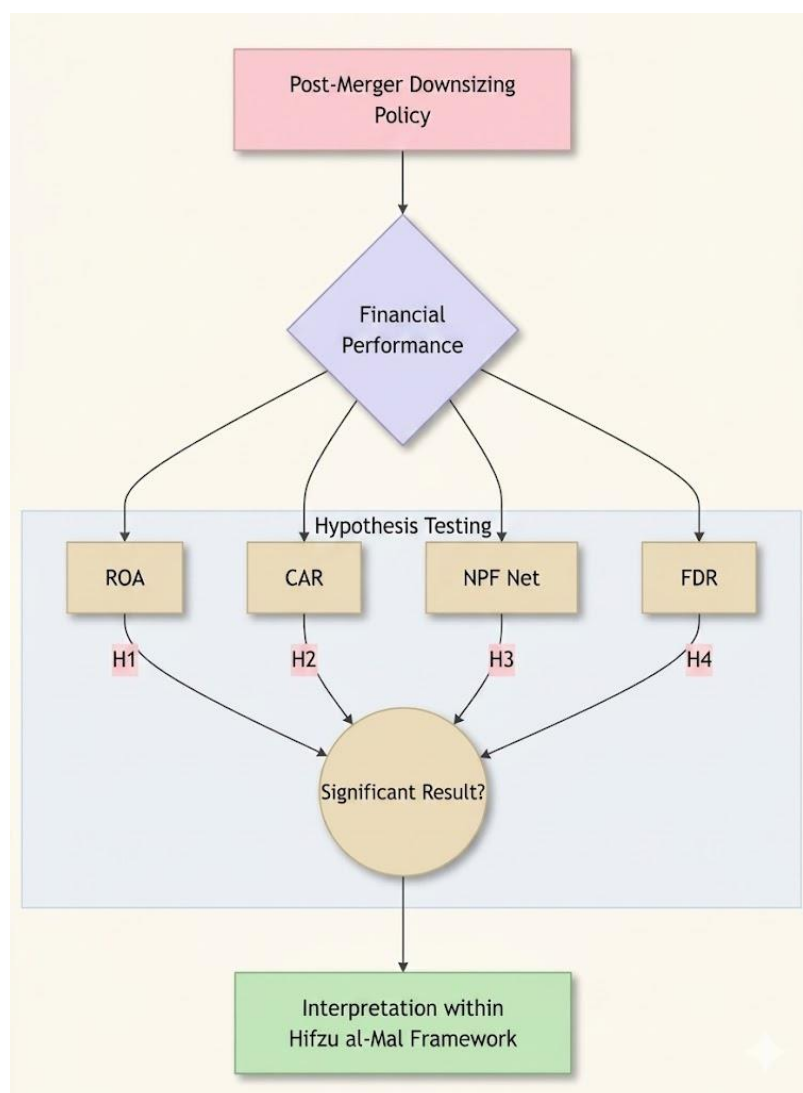 Post-Merger Downsizing
Policy
Financial
Performance
Hypothesis Testing
ROA
CAR
NPF Net
FDR
H1
H2
H3
H4
Significant Result?
Interpretation within
Hifzu al-Mal Framework